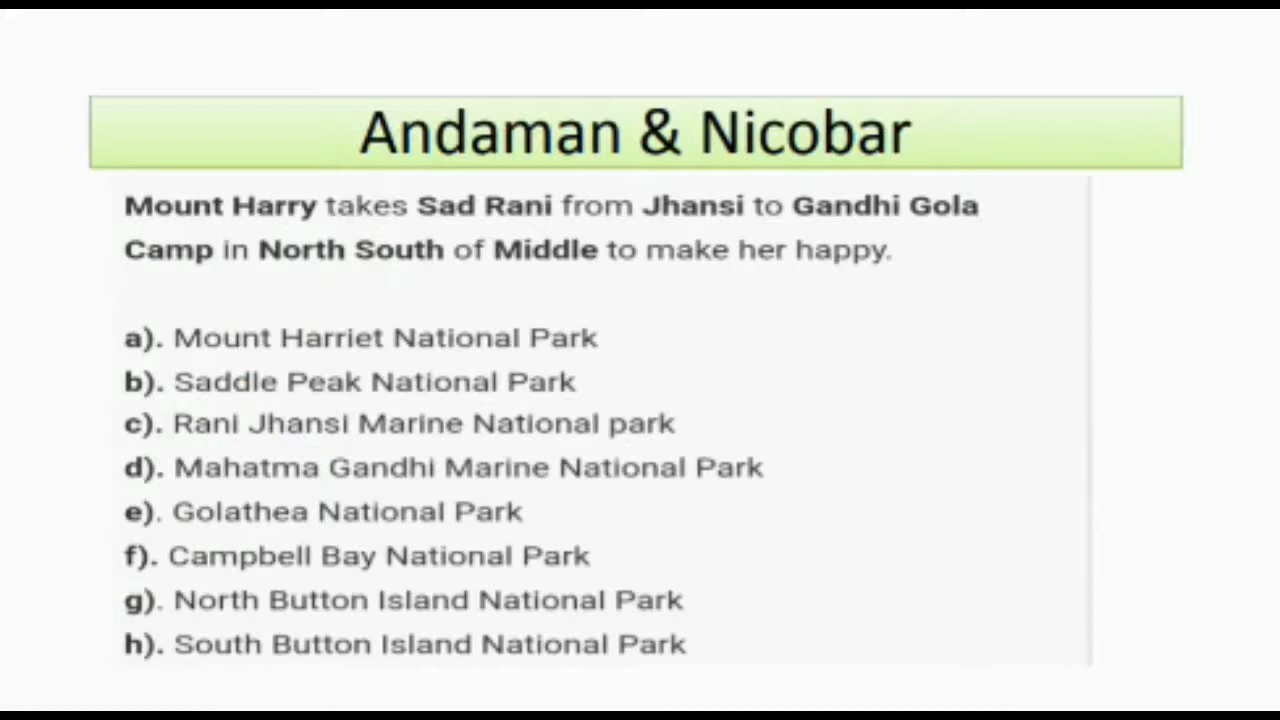 Andaman & Nicobar
Mount Harry takes Sad Rani from Jhansi to Gandhi Gola
Camp in North South of Middle to make her happy.
a). Mount Harriet National Park
b). Saddle Peak National Park
c). Rani Jhansi Marine National park
d). Mahatma Gandhi Marine National Park
e). Golathea National Park
f). Campbell Bay National Park
g). North Button Island National Park
h). South Button Island National Park